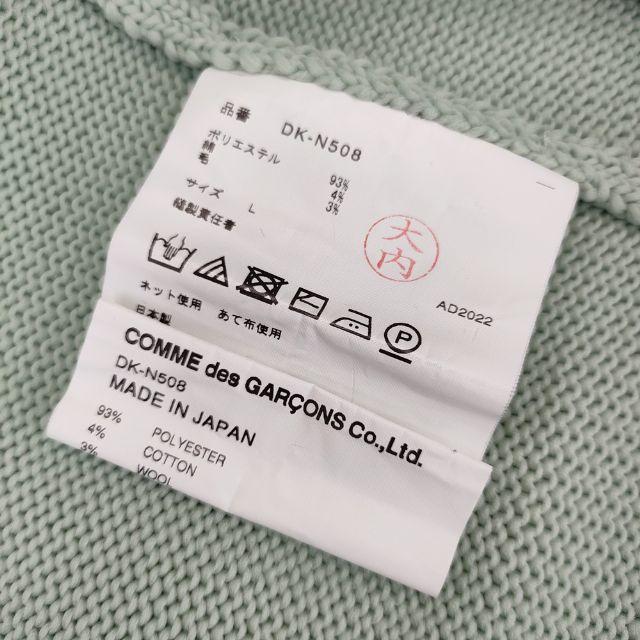 品番 DK-N508
ポリエステル 93%
綿 4%
毛 3%
サイズ L
縫製責任者
大内
AD2022
ネット使用 あて布使用
日本製
COMME des GARÇONS Co.,Ltd.
DK-N508
MADE IN JAPAN
93% POLYESTER
4% COTTON
3% WOOL